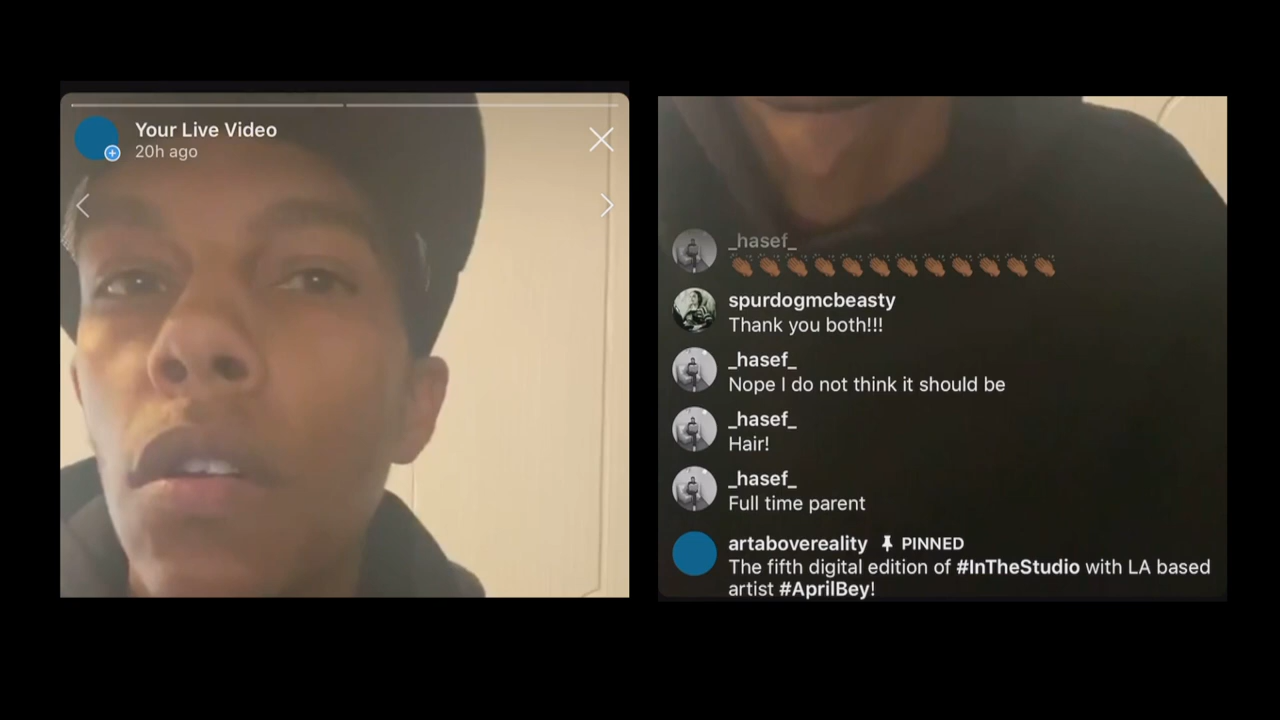 Your Live Video
20h ago
_hasef_
👏🏾👏🏾👏🏾👏🏾👏🏾👏🏾👏🏾👏🏾👏🏾👏🏾👏🏾👏🏾
spurdogmcbeasty
Thank you both!!!
_hasef_
Nope I do not think it should be
_hasef_
Hair!
_hasef_
Full time parent
artabovereality PINNED
The fifth digital edition of #InTheStudio with LA based
artist #AprilBey!